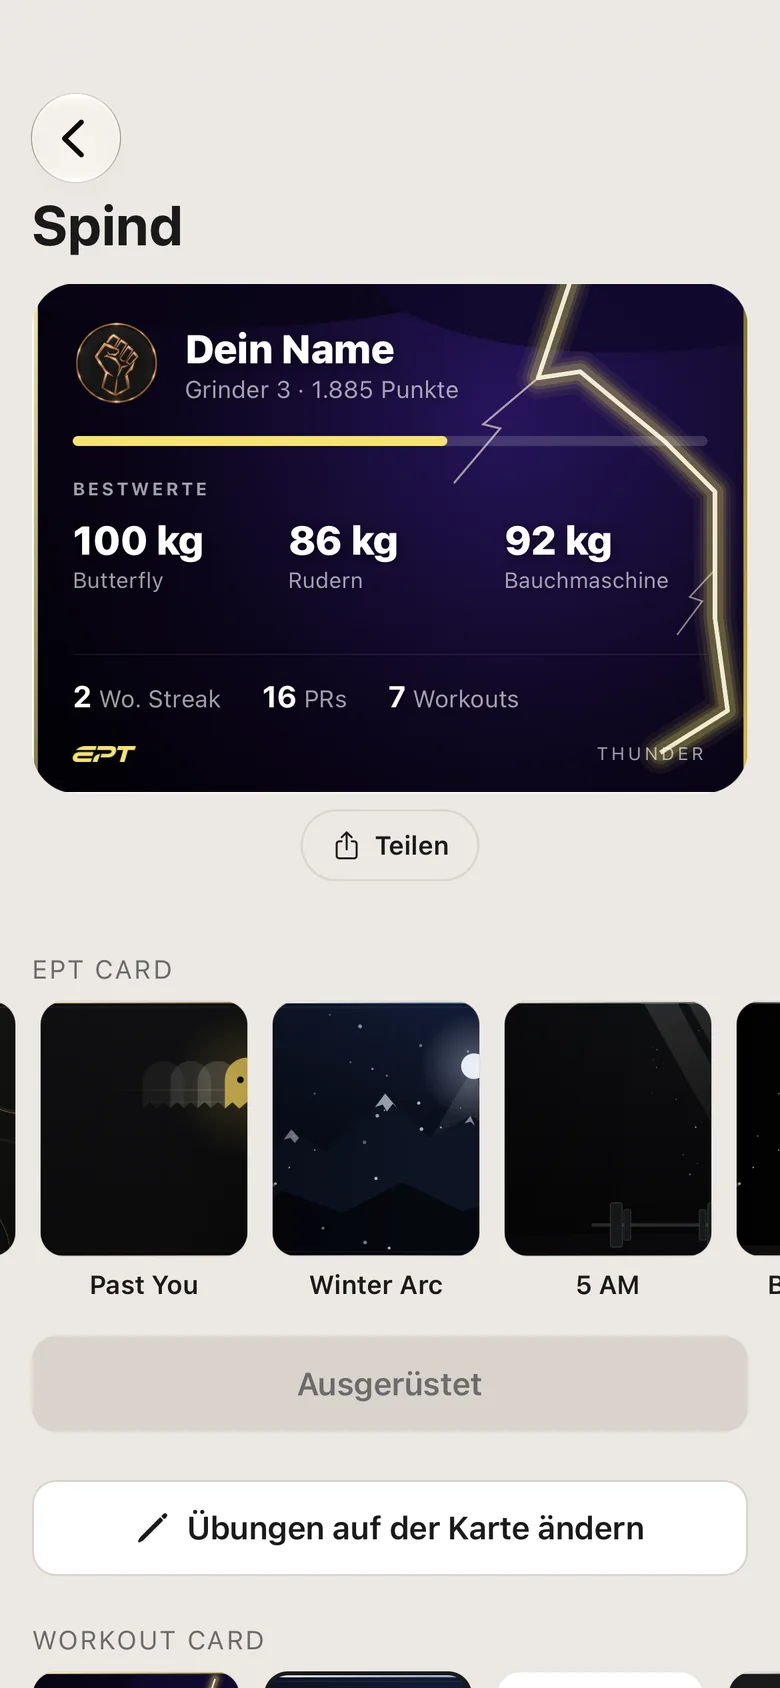 Spind
Dein Name
Grinder 3 · 1.885 Punkte
BESTWERTE
100 kg 86 kg 92 kg
Butterfly Rudern Bauchmaschine
2 Wo. Streak 16 PRs 7 Workouts
EPT THUNDER
Teilen
EPT CARD
Past You Winter Arc 5 AM
Ausgerüstet
Übungen auf der Karte ändern
WORKOUT CARD